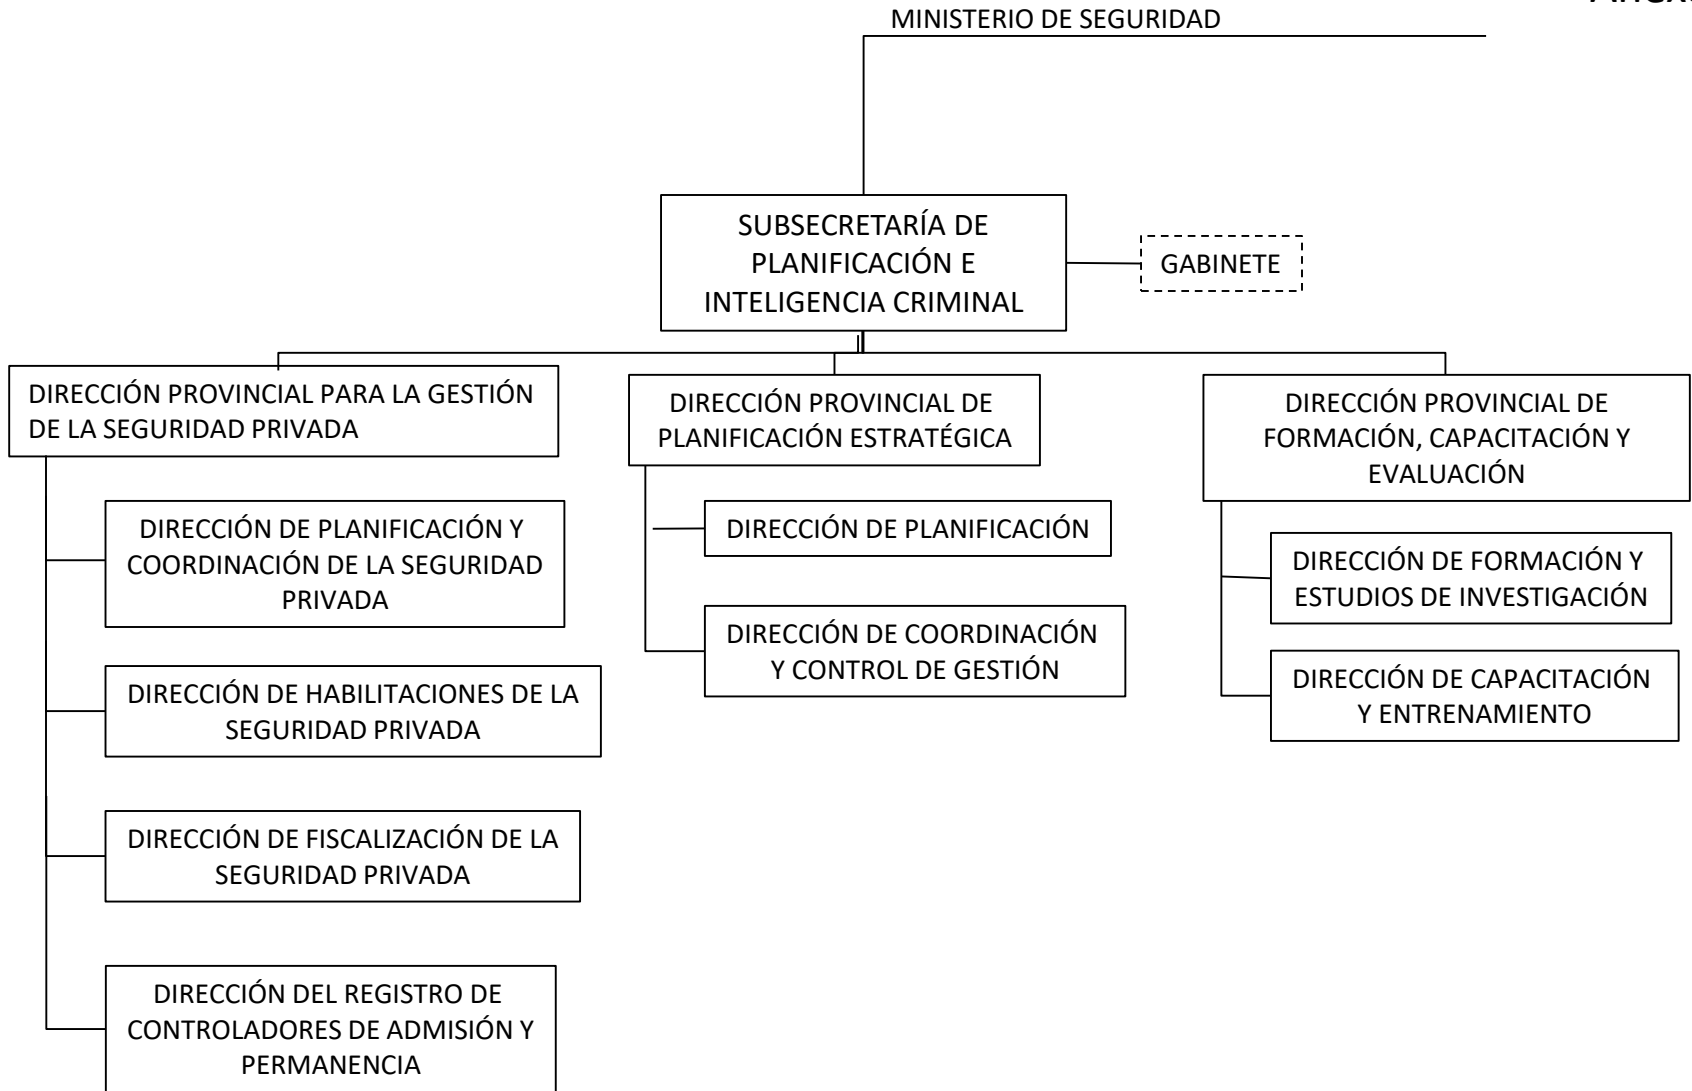 MINISTERIO DE SEGURIDAD
SUBSECRETARÍA DE
PLANIFICACIÓN E
INTELIGENCIA CRIMINAL
GABINETE
DIRECCIÓN PROVINCIAL PARA LA GESTIÓN
DE LA SEGURIDAD PRIVADA
DIRECCIÓN DE PLANIFICACIÓN Y
COORDINACIÓN DE LA SEGURIDAD
PRIVADA
DIRECCIÓN DE HABILITACIONES DE LA
SEGURIDAD PRIVADA
DIRECCIÓN DE FISCALIZACIÓN DE LA
SEGURIDAD PRIVADA
DIRECCIÓN DEL REGISTRO DE
CONTROLADORES DE ADMISIÓN Y
PERMANENCIA
DIRECCIÓN PROVINCIAL DE
PLANIFICACIÓN ESTRATÉGICA
DIRECCIÓN DE PLANIFICACIÓN
DIRECCIÓN DE COORDINACIÓN
Y CONTROL DE GESTIÓN
DIRECCIÓN PROVINCIAL DE
FORMACIÓN, CAPACITACIÓN Y
EVALUACIÓN
DIRECCIÓN DE FORMACIÓN Y
ESTUDIOS DE INVESTIGACIÓN
DIRECCIÓN DE CAPACITACIÓN
Y ENTRENAMIENTO